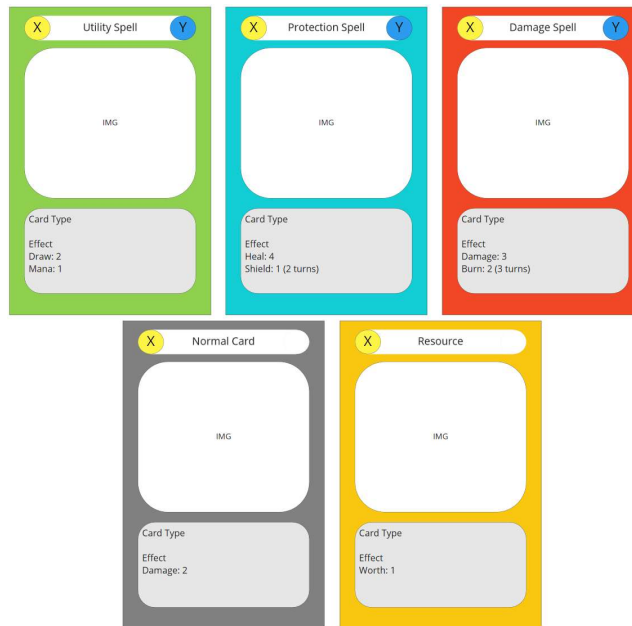 X Utility Spell Y
IMG
Card Type
Effect
Draw: 2
Mana: 1
X Protection Spell Y
IMG
Card Type
Effect
Heal: 4
Shield: 1 (2 turns)
X Damage Spell Y
IMG
Card Type
Effect
Damage: 3
Burn: 2 (3 turns)
X Normal Card
IMG
Card Type
Effect
Damage: 2
X Resource
IMG
Card Type
Effect
Worth: 1